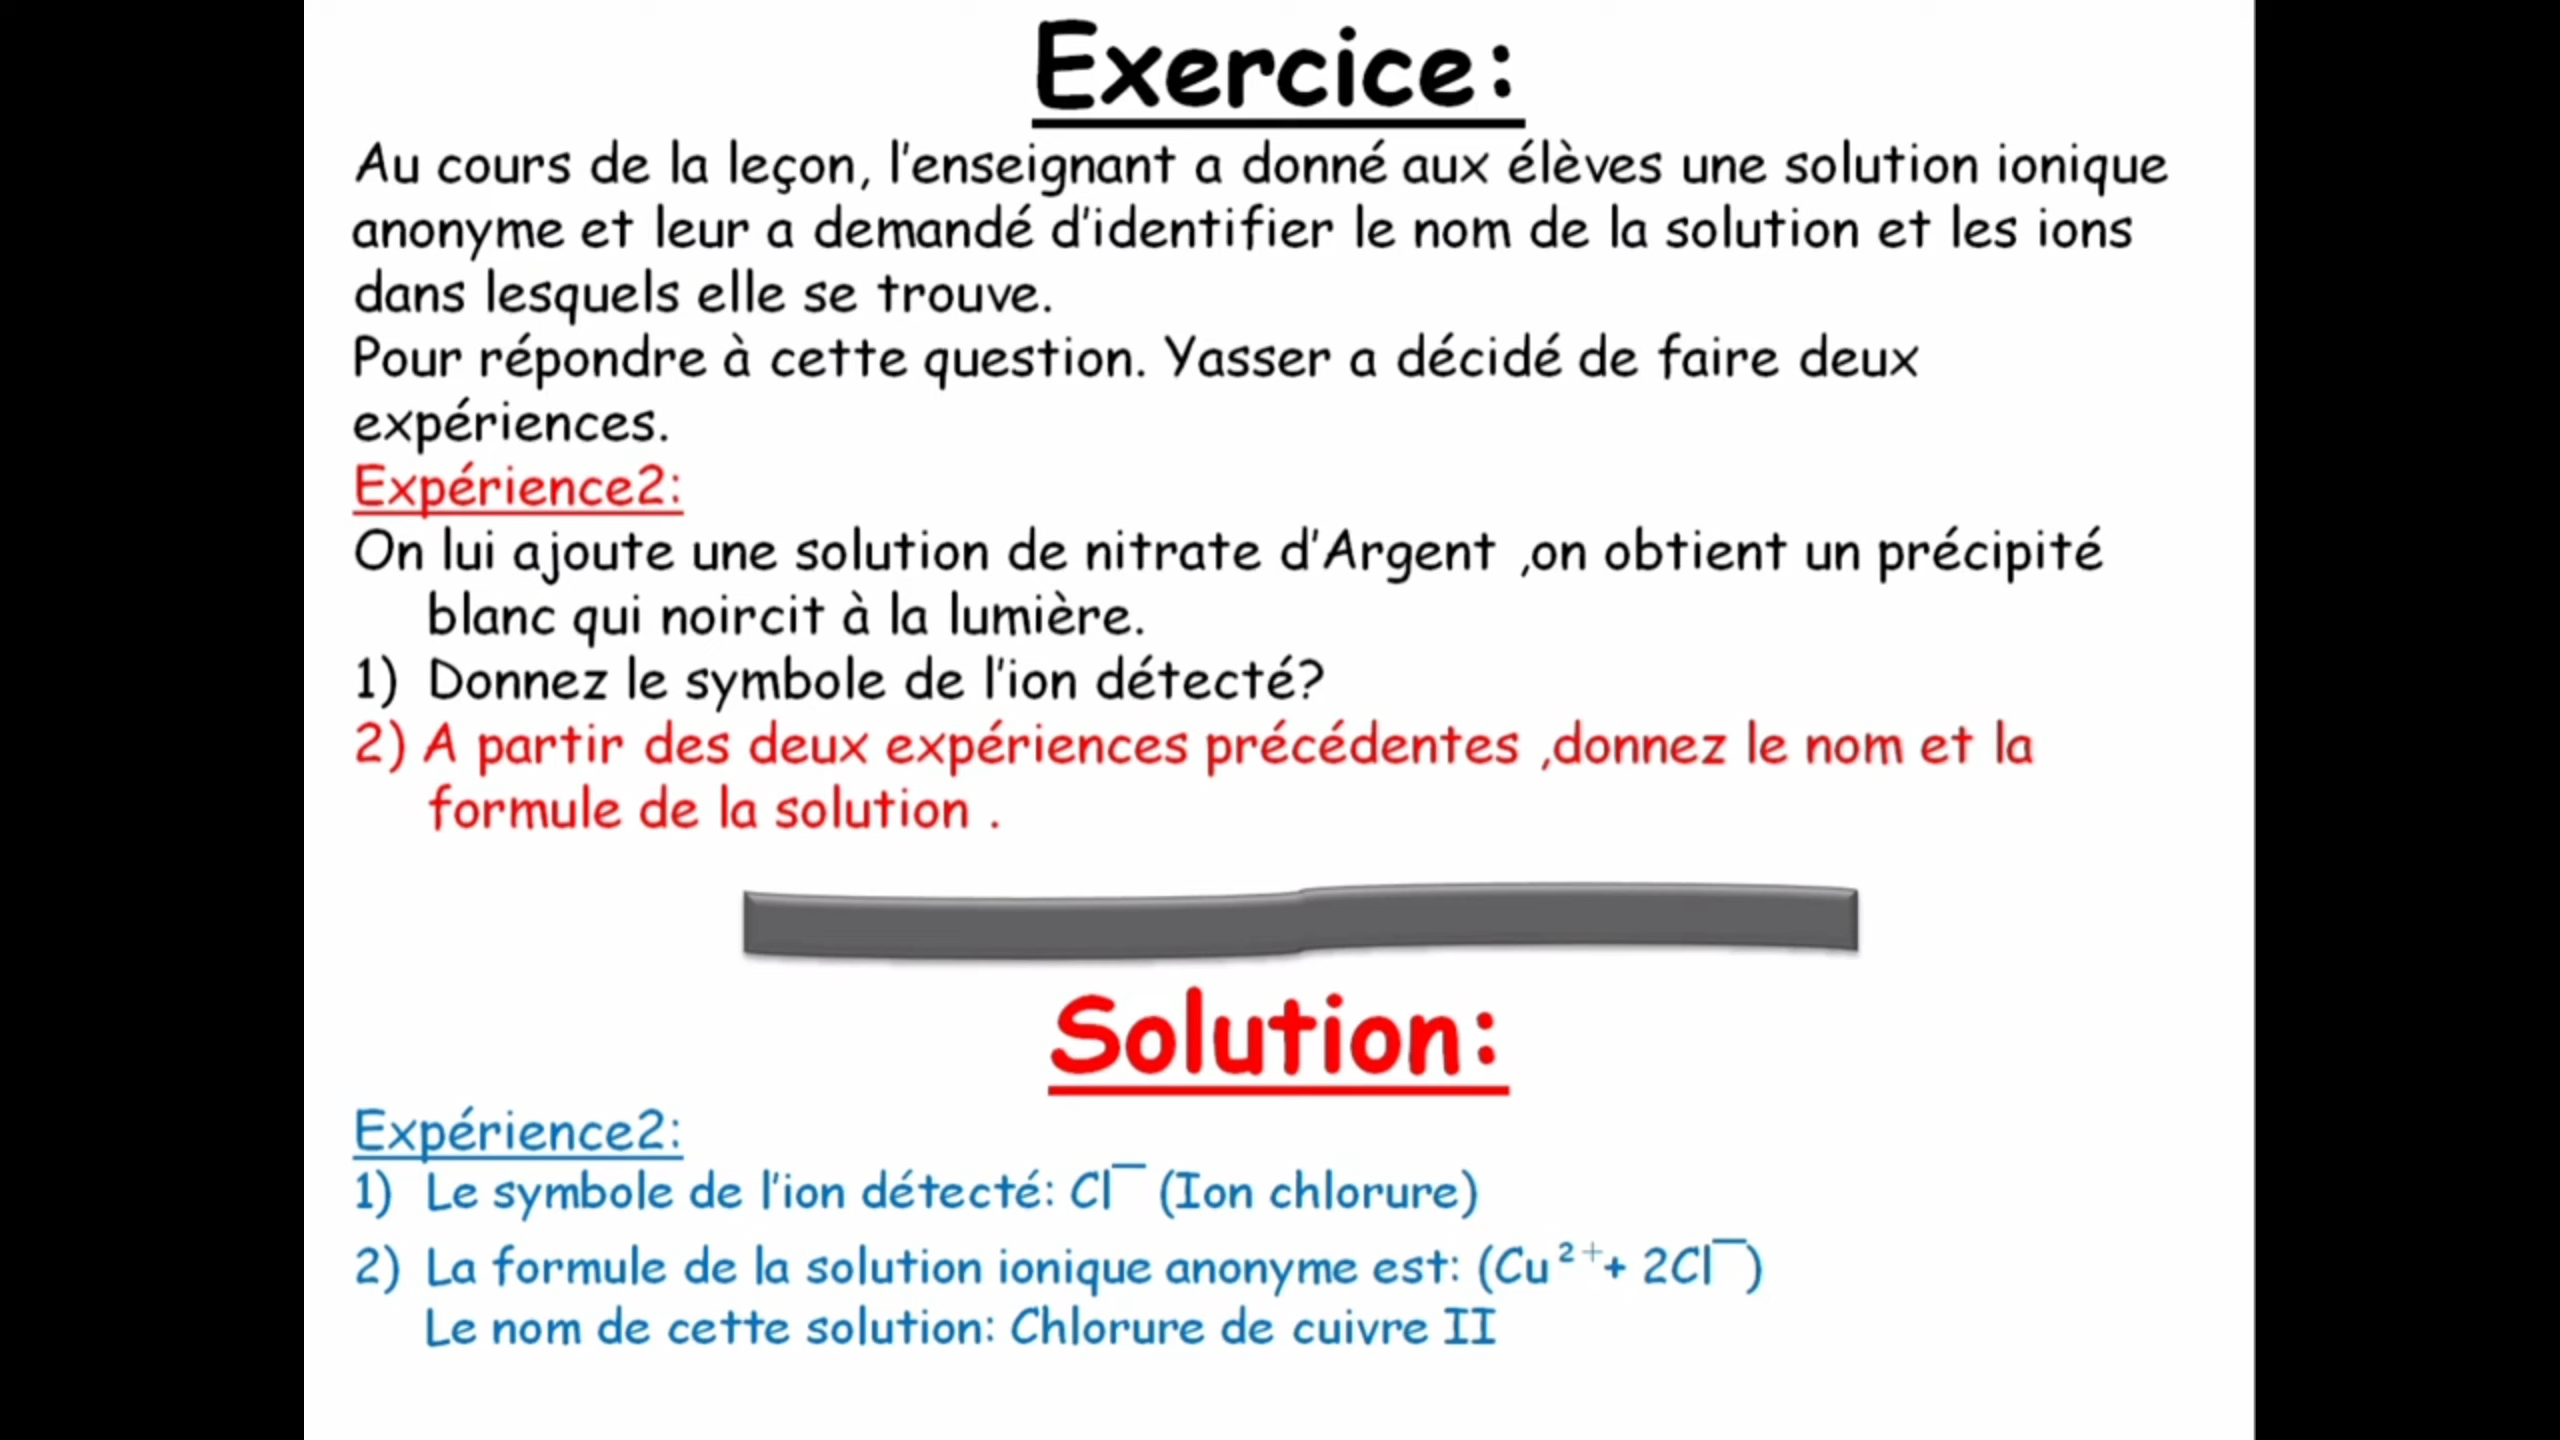 Exercice:
Au cours de la leçon, l'enseignant a donné aux élèves une solution ionique
anonyme et leur a demandé d'identifier le nom de la solution et les ions
dans lesquels elle se trouve.
Pour répondre à cette question. Yasser a décidé de faire deux
expériences.
Expérience2:
On lui ajoute une solution de nitrate d'Argent ,on obtient un précipité
blanc qui noircit à la lumière.
1) Donnez le symbole de l'ion détecté?
2) A partir des deux expériences précédentes ,donnez le nom et la
formule de la solution .
Solution:
Expérience2:
1) Le symbole de l'ion détecté: Cl⁻ (Ion chlorure)
2) La formule de la solution ionique anonyme est: (Cu²⁺+ 2Cl⁻)
Le nom de cette solution: Chlorure de cuivre II